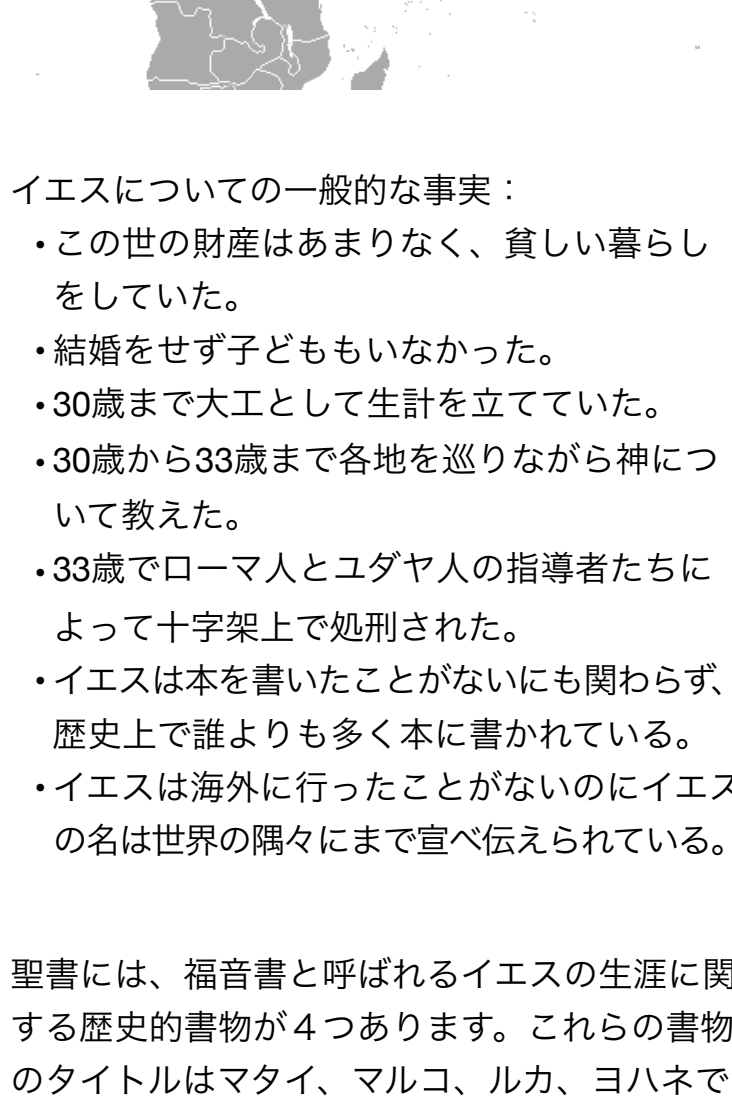 イエスについての一般的な事実：
•この世の財産はあまりなく、貧しい暮らし
をしていた。
•結婚をせず子どももいなかった。
•30歳まで大工として生計を立てていた。
•30歳から33歳まで各地を巡りながら神につ
いて教えた。
•33歳でローマ人とユダヤ人の指導者たちに
よって十字架上で処刑された。
•イエスは本を書いたことがないにも関わらず、
歴史上で誰よりも多く本に書かれている。
•イエスは海外に行ったことがないのにイエス
の名は世界の隅々にまで宣べ伝えられている。
聖書には、福音書と呼ばれるイエスの生涯に関
する歴史的書物が４つあります。これらの書物
のタイトルはマタイ、マルコ、ルカ、ヨハネで